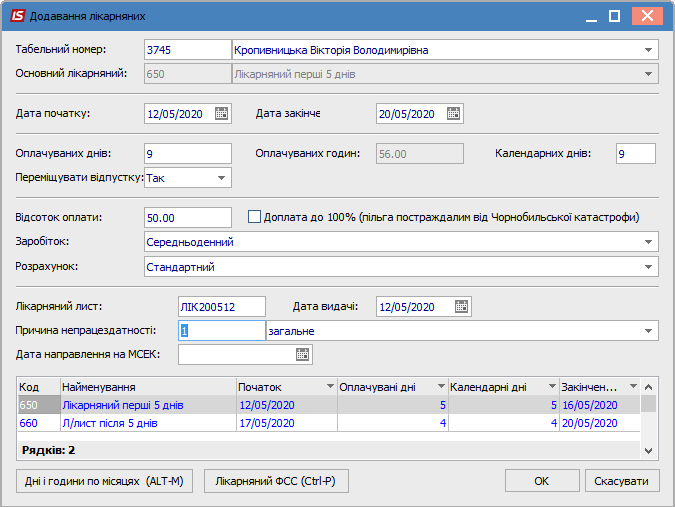 IS Додавання лікарняних
Табельний номер: 3745 Кропивницька Вікторія Володимирівна
Основний лікарняний: 650 Лікарняний перші 5 днів
Дата початку: 12/05/2020 Дата закінче 20/05/2020
Оплачуваних днів: 9 Оплачуваних годин: 56.00 Календарних днів: 9
Переміщувати відпустку: Так
Відсоток оплати: 50.00 Доплата до 100% (пільга постраждалим від Чорнобильської катастрофи)
Заробіток: Середньоденний
Розрахунок: Стандартний
Лікарняний лист: ЛІК200512 Дата видачі: 12/05/2020
Причина непрацездатності: 1 загальне
Дата направлення на МСЕК:
Код Найменування Початок Оплачувані дні Календарні дні Закінчен...
650 Лікарняний перші 5 днів 12/05/2020 5 5 16/05/2020
660 Л/лист після 5 днів 17/05/2020 4 4 20/05/2020
Рядків: 2
Дні і години по місяцях (ALT-M) Лікарняний ФСС (Ctrl-P) OK Скасувати